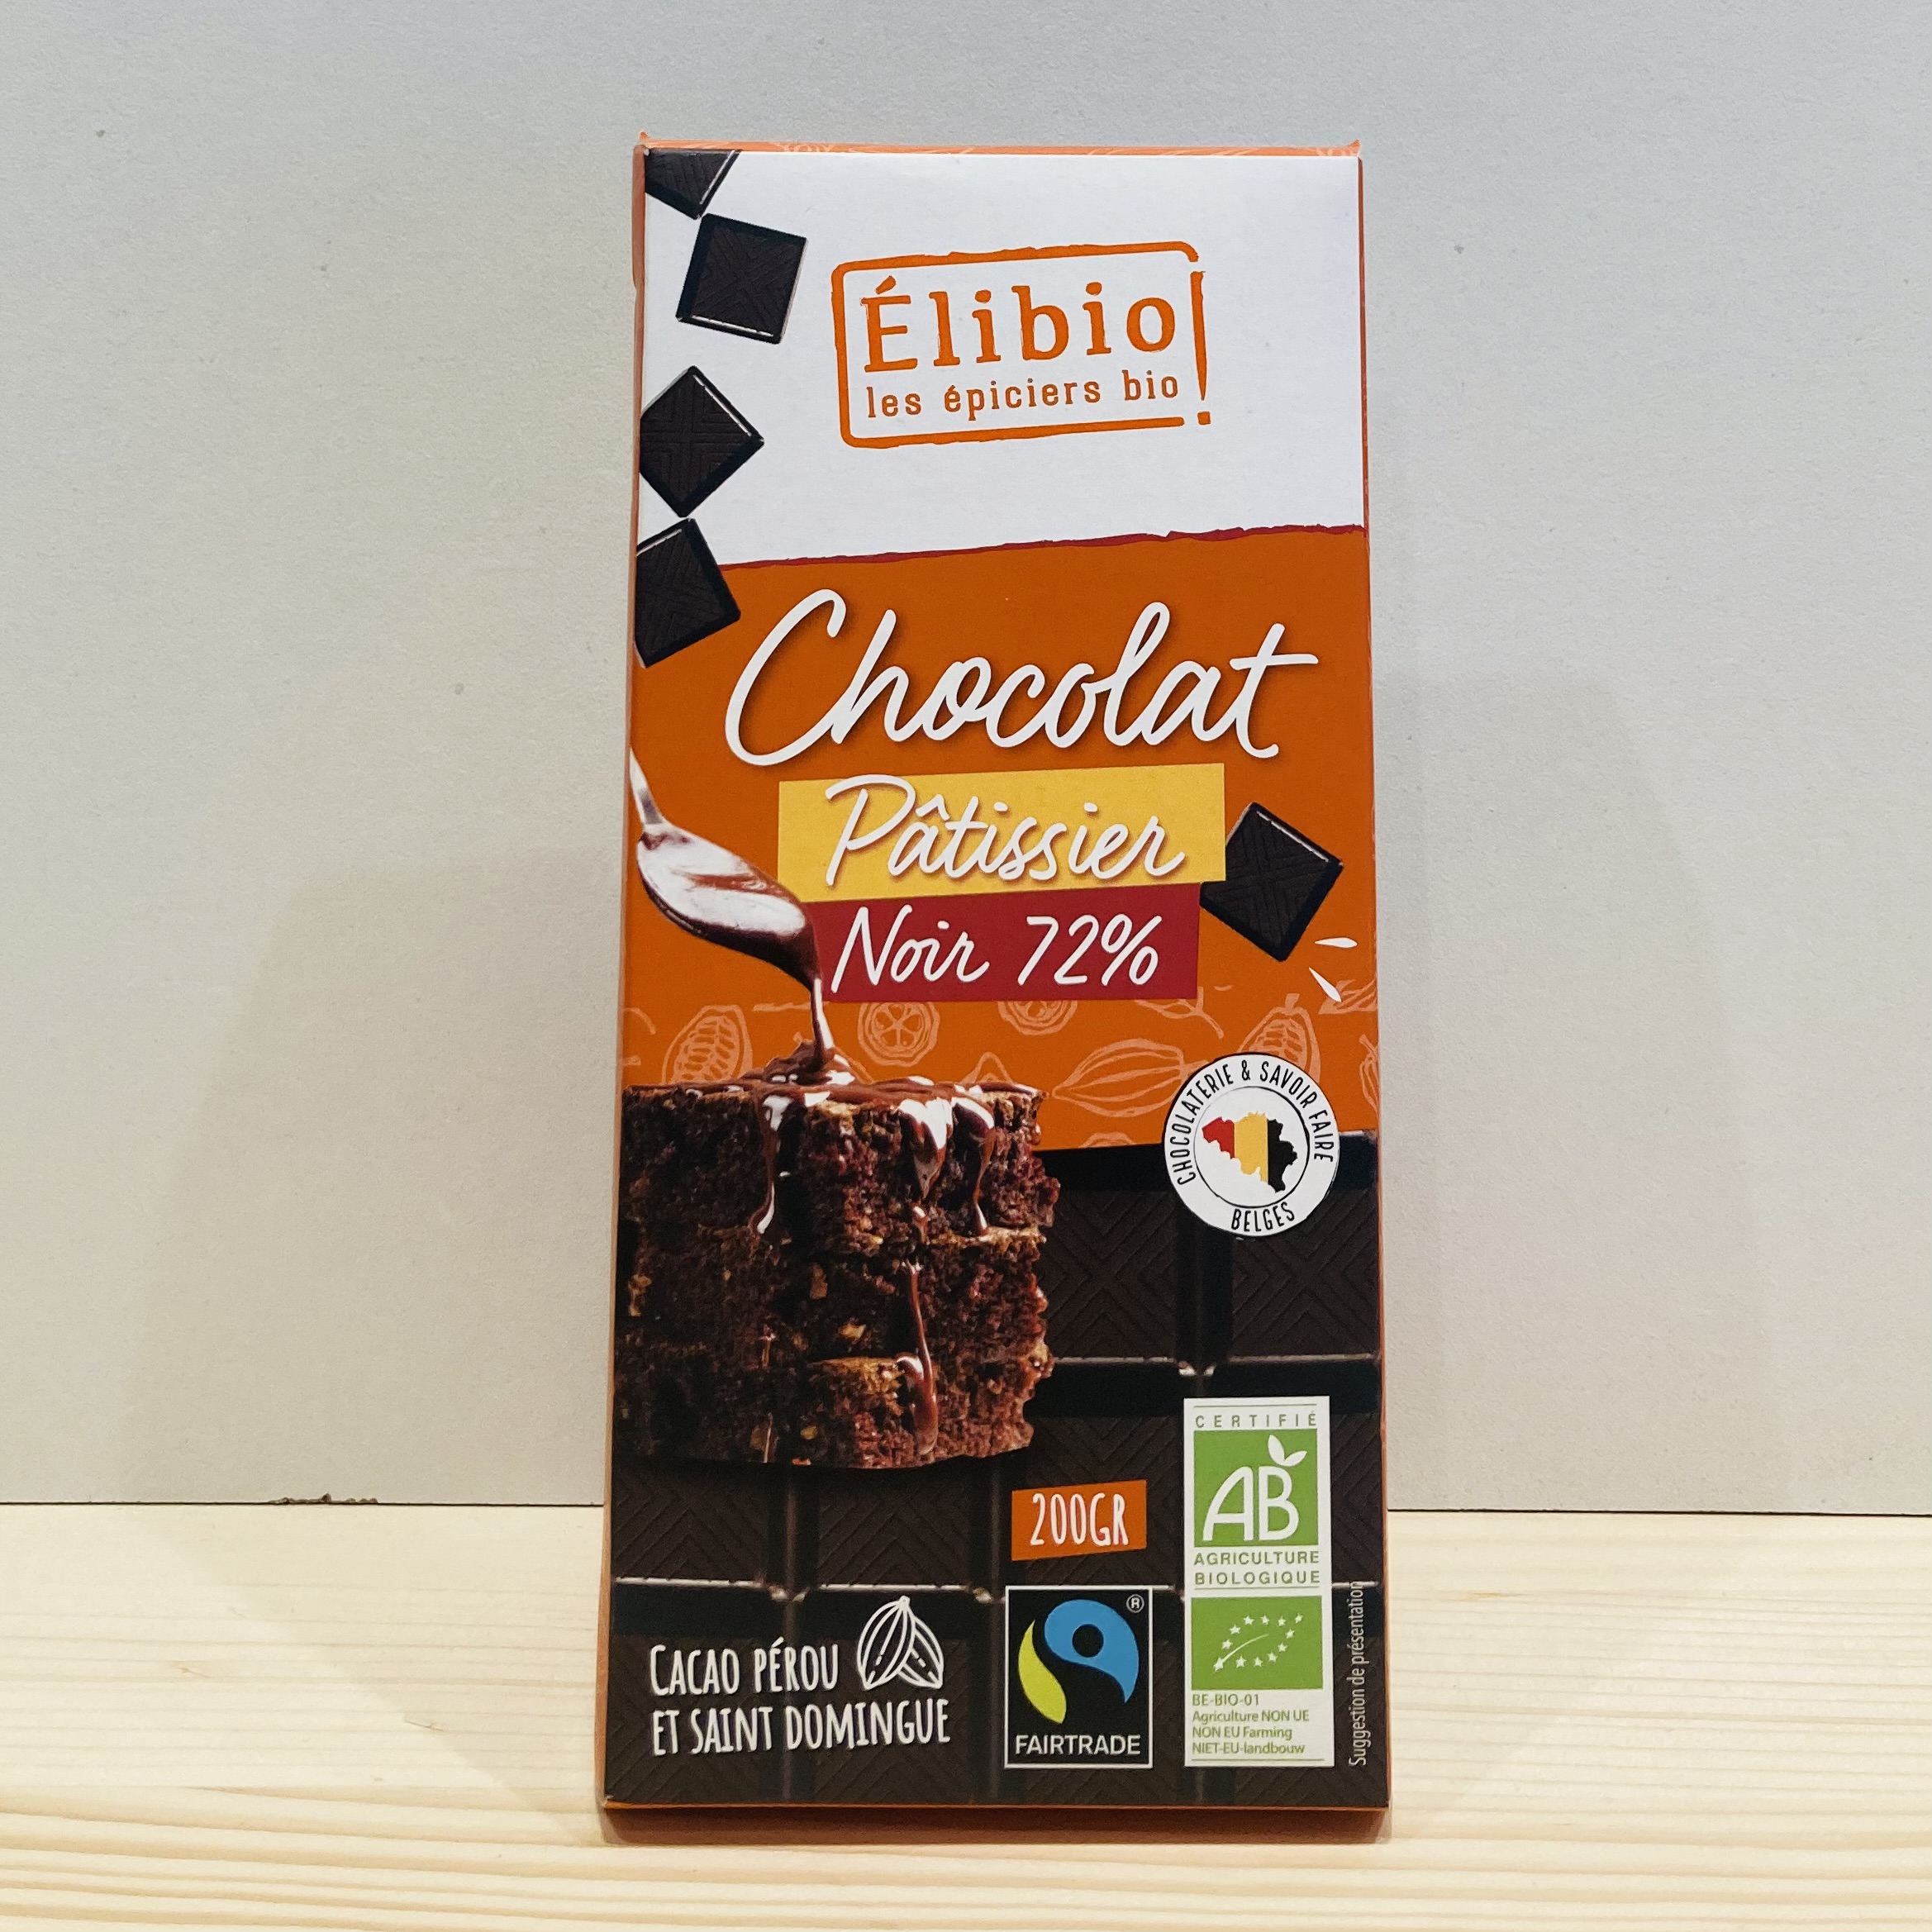 Élibio
les épiciers bio
Chocolat
Pâtissier
Noir 72%
CHOCOLATERIE & SAVOIR FAIRE
BELGES
CERTIFIÉ
AB
AGRICULTURE
BIOLOGIQUE
200GR
CACAO PÉROU
ET SAINT DOMINGUE
®
FAIRTRADE
BE-BIO-01
Agriculture NON UE
NON EU Farming
NIET-EU-landbouw
Suggestion de présentation